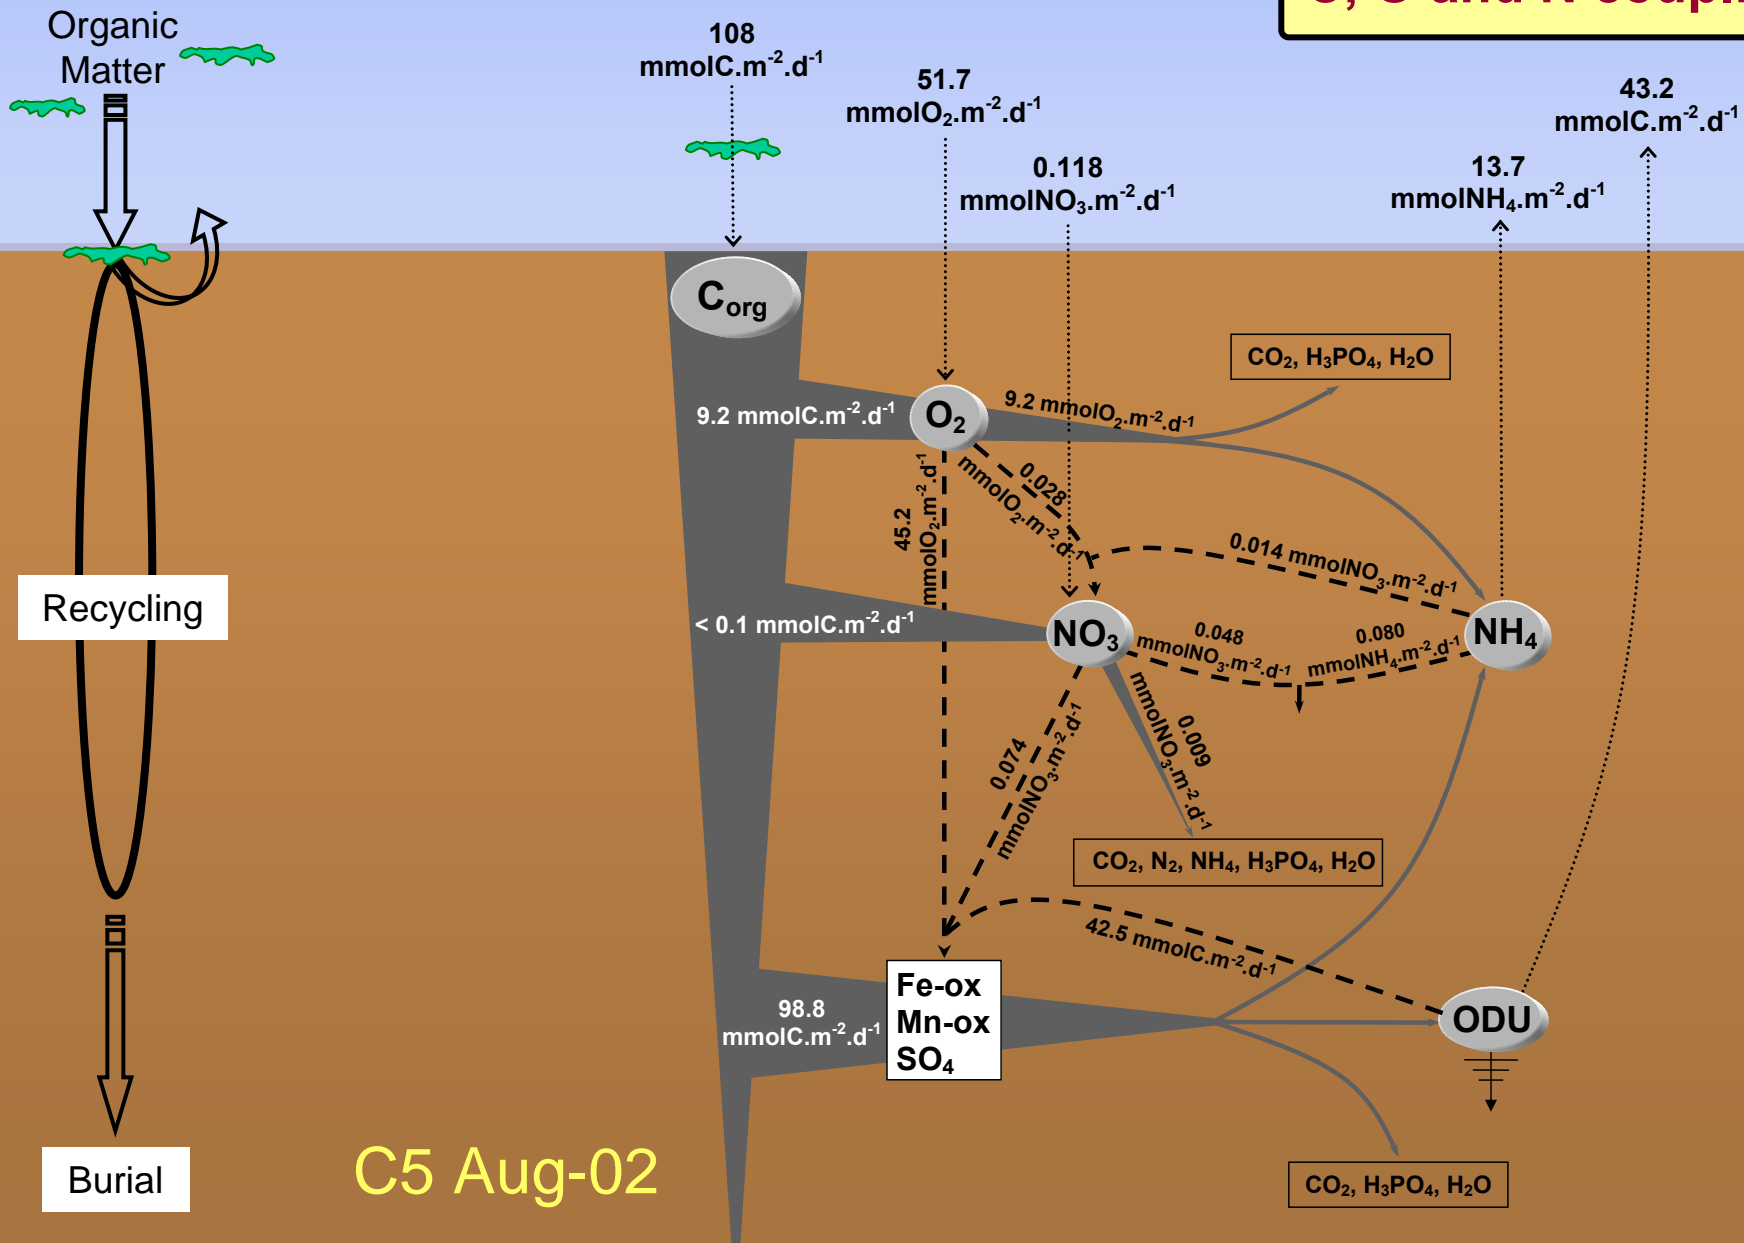 C, O and N coupli
Organic
Matter
108
mmolC.m⁻².d⁻¹
51.7
mmolO₂.m⁻².d⁻¹
0.118
mmolNO₃.m⁻².d⁻¹
43.2
mmolC.m⁻².d⁻¹
13.7
mmolNH₄.m⁻².d⁻¹
C_org
CO₂, H₃PO₄, H₂O
9.2 mmolC.m⁻².d⁻¹
O₂
9.2 mmolO₂.m⁻².d⁻¹
45.2
mmolO₂.m⁻².d⁻¹
0.028
mmolO₂.m⁻².d⁻¹
0.014 mmolNO₃.m⁻².d⁻¹
Recycling
< 0.1 mmolC.m⁻².d⁻¹
NO₃
0.048
mmolNO₃.m⁻².d⁻¹
0.080
mmolNH₄.m⁻².d⁻¹
NH₄
0.074
mmolNO₃.m⁻².d⁻¹
0.009
mmolNO₃.m⁻².d⁻¹
CO₂, N₂, NH₄, H₃PO₄, H₂O
42.5 mmolC.m⁻².d⁻¹
98.8
mmolC.m⁻².d⁻¹
Fe-ox
Mn-ox
SO₄
ODU
Burial
C5 Aug-02
CO₂, H₃PO₄, H₂O